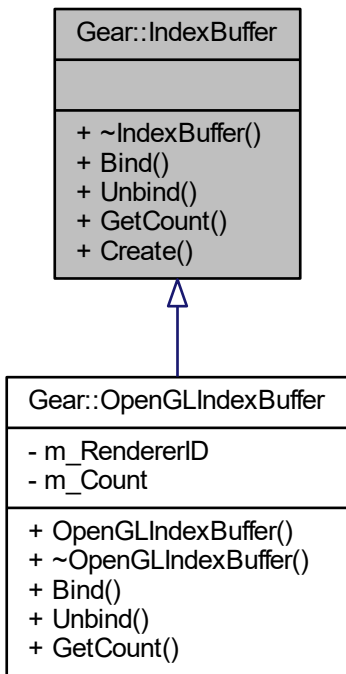 Gear::IndexBuffer
+ ~IndexBuffer()
+ Bind()
+ Unbind()
+ GetCount()
+ Create()
Gear::OpenGLIndexBuffer
- m_RendererID
- m_Count
+ OpenGLIndexBuffer()
+ ~OpenGLIndexBuffer()
+ Bind()
+ Unbind()
+ GetCount()